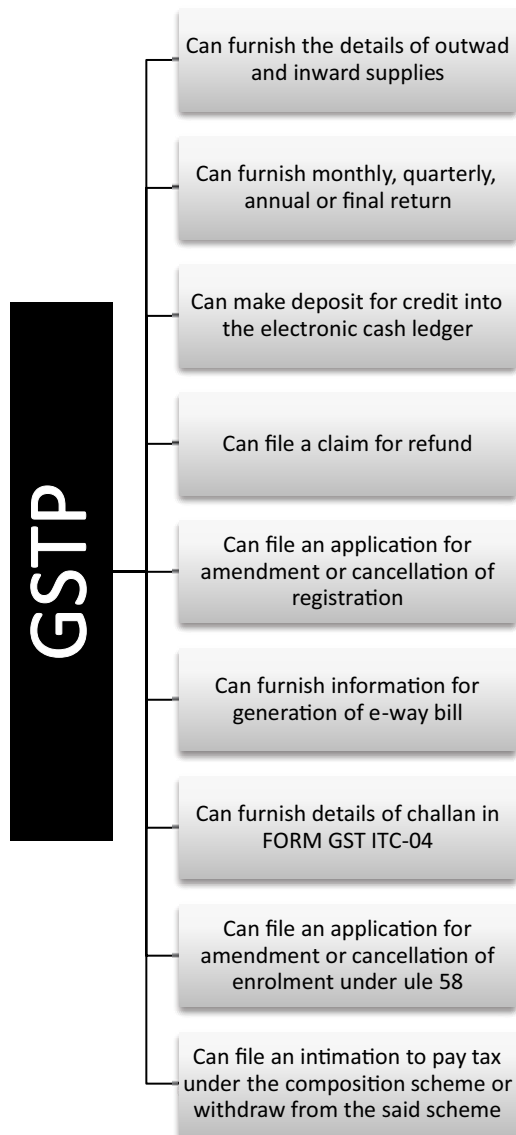 GSTP
Can furnish the details of outwad
and inward supplies
Can furnish monthly, quarterly,
annual or final return
Can make deposit for credit into
the electronic cash ledger
Can file a claim for refund
Can file an application for
amendment or cancellation of
registration
Can furnish information for
generation of e-way bill
Can furnish details of challan in
FORM GST ITC-04
Can file an application for
amendment or cancellation of
enrolment under ule 58
Can file an intimation to pay tax
under the composition scheme or
withdraw from the said scheme